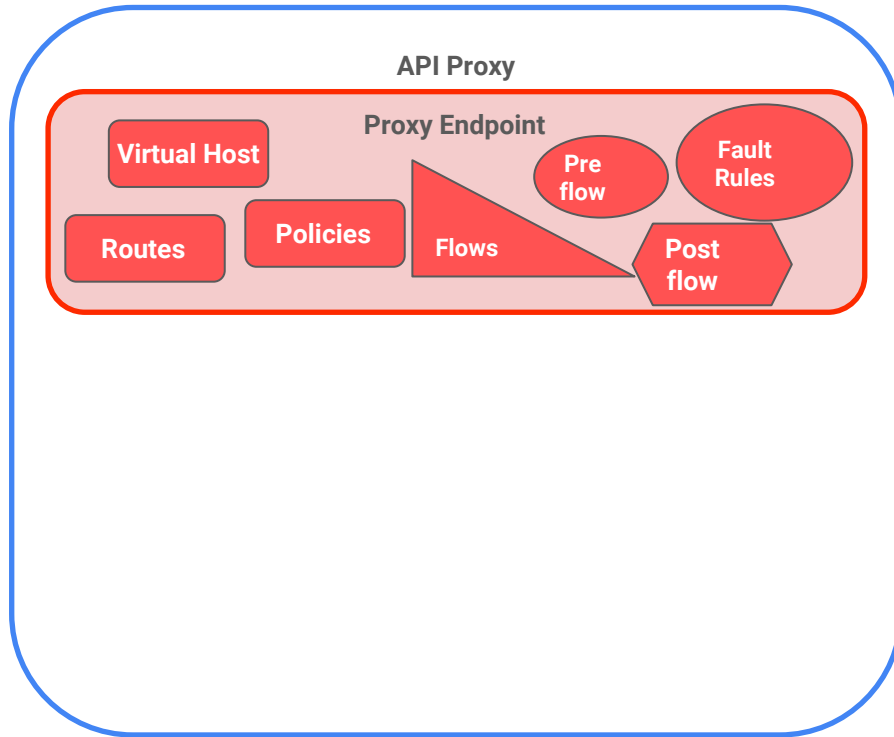 API Proxy
Proxy Endpoint
Virtual Host
Pre
flow
Fault
Rules
Routes
Policies
Flows
Post
flow